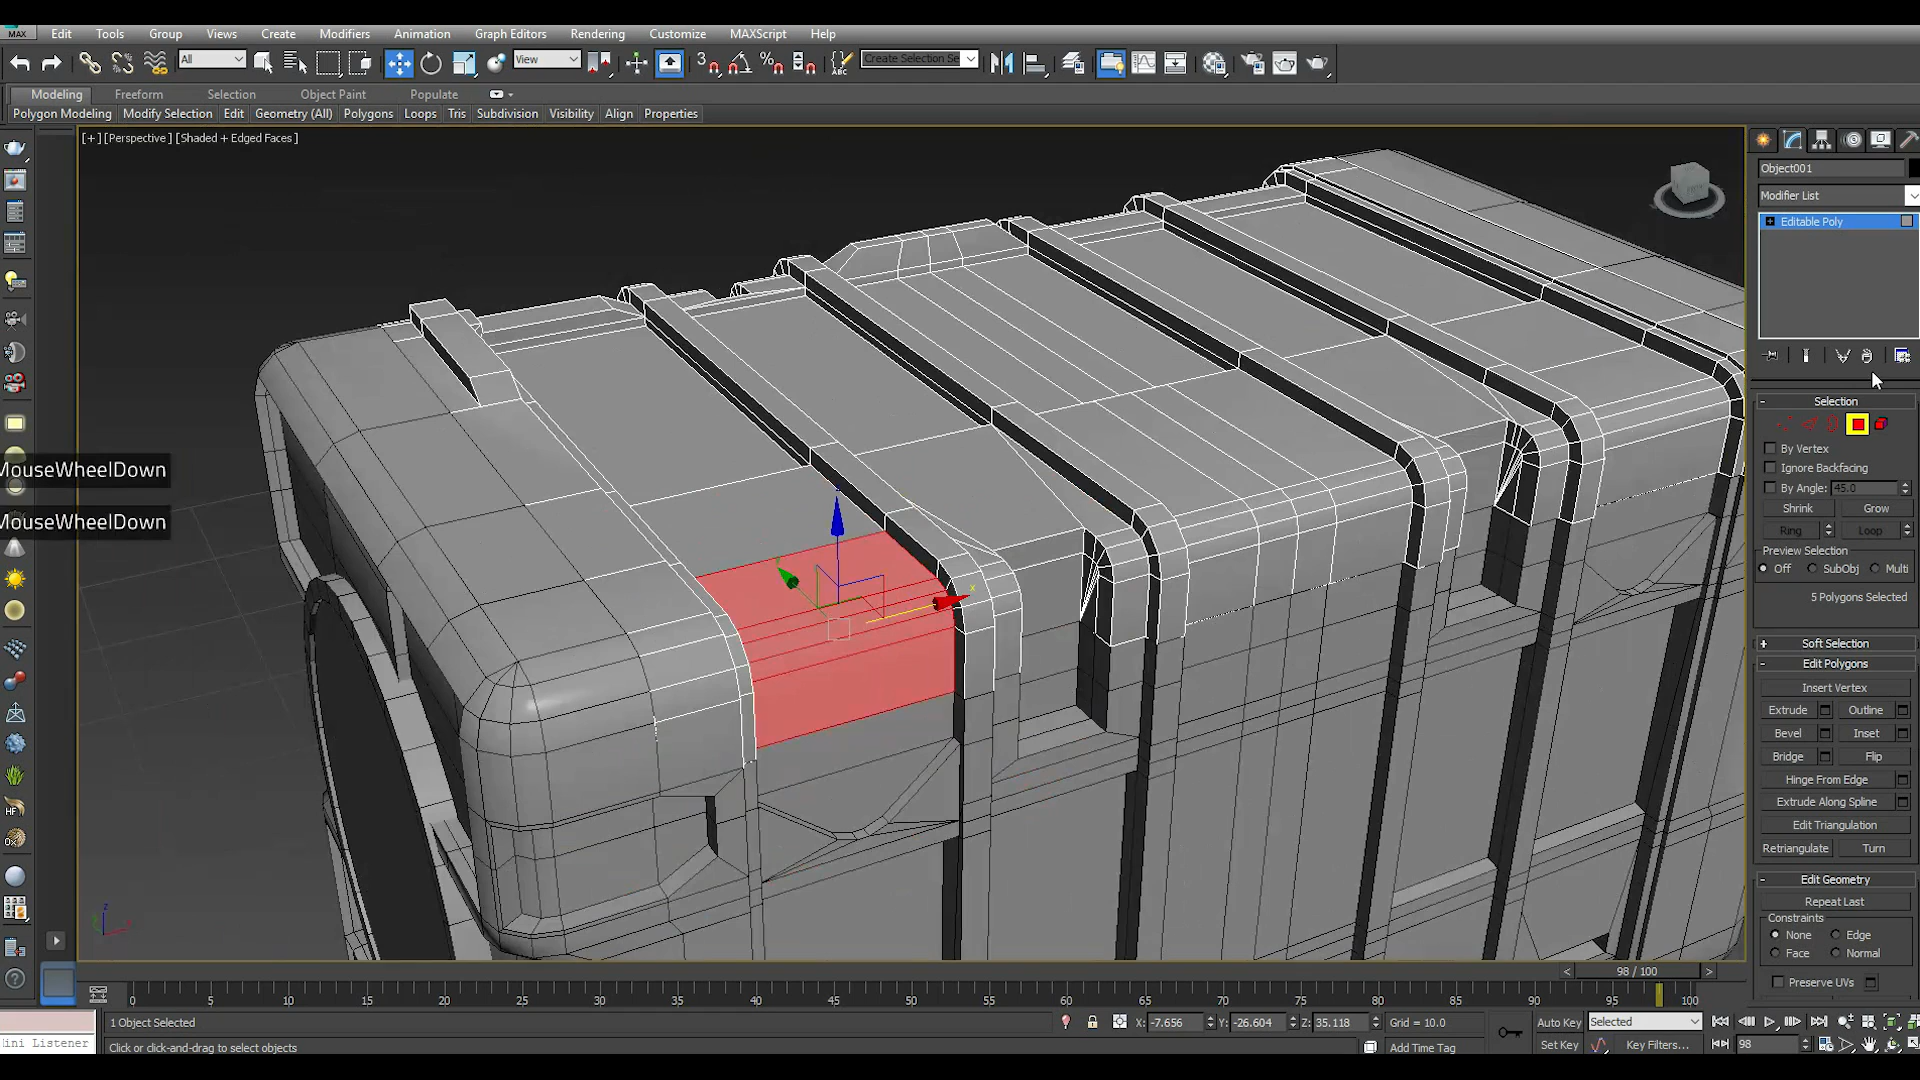 MAX Edit Tools Group Views Create Modifiers Animation Graph Editors Rendering Customize MAXScript Help
All View Create Selection Se
Modeling Freeform Selection Object Paint Populate
Polygon Modeling Modify Selection Edit Geometry (All) Polygons Loops Tris Subdivision Visibility Align Properties
[+] [Perspective] [Shaded + Edged Faces]
MouseWheelDown
MouseWheelDown
x
Object001
Modifier List
Editable Poly
- Selection
By Vertex
Ignore Backfacing
By Angle: 45.0
Shrink Grow
Ring Loop
Preview Selection
Off SubObj Multi
5 Polygons Selected
+ Soft Selection
- Edit Polygons
Insert Vertex
Extrude Outline
Bevel Inset
Bridge Flip
Hinge From Edge
Extrude Along Spline
Edit Triangulation
Retriangulate Turn
- Edit Geometry
Repeat Last
Constraints
None Edge
Face Normal
Preserve UVs
< 98 / 100 >
0 5 10 15 20 25 30 35 40 45 50 55 60 65 70 75 80 85 90 95 100
1 Object Selected X: -7.656 Y: -26.604 Z: 35.118 Grid = 10.0 Auto Key Selected
ini Listener Click or click-and-drag to select objects Add Time Tag Set Key Key Filters... 98